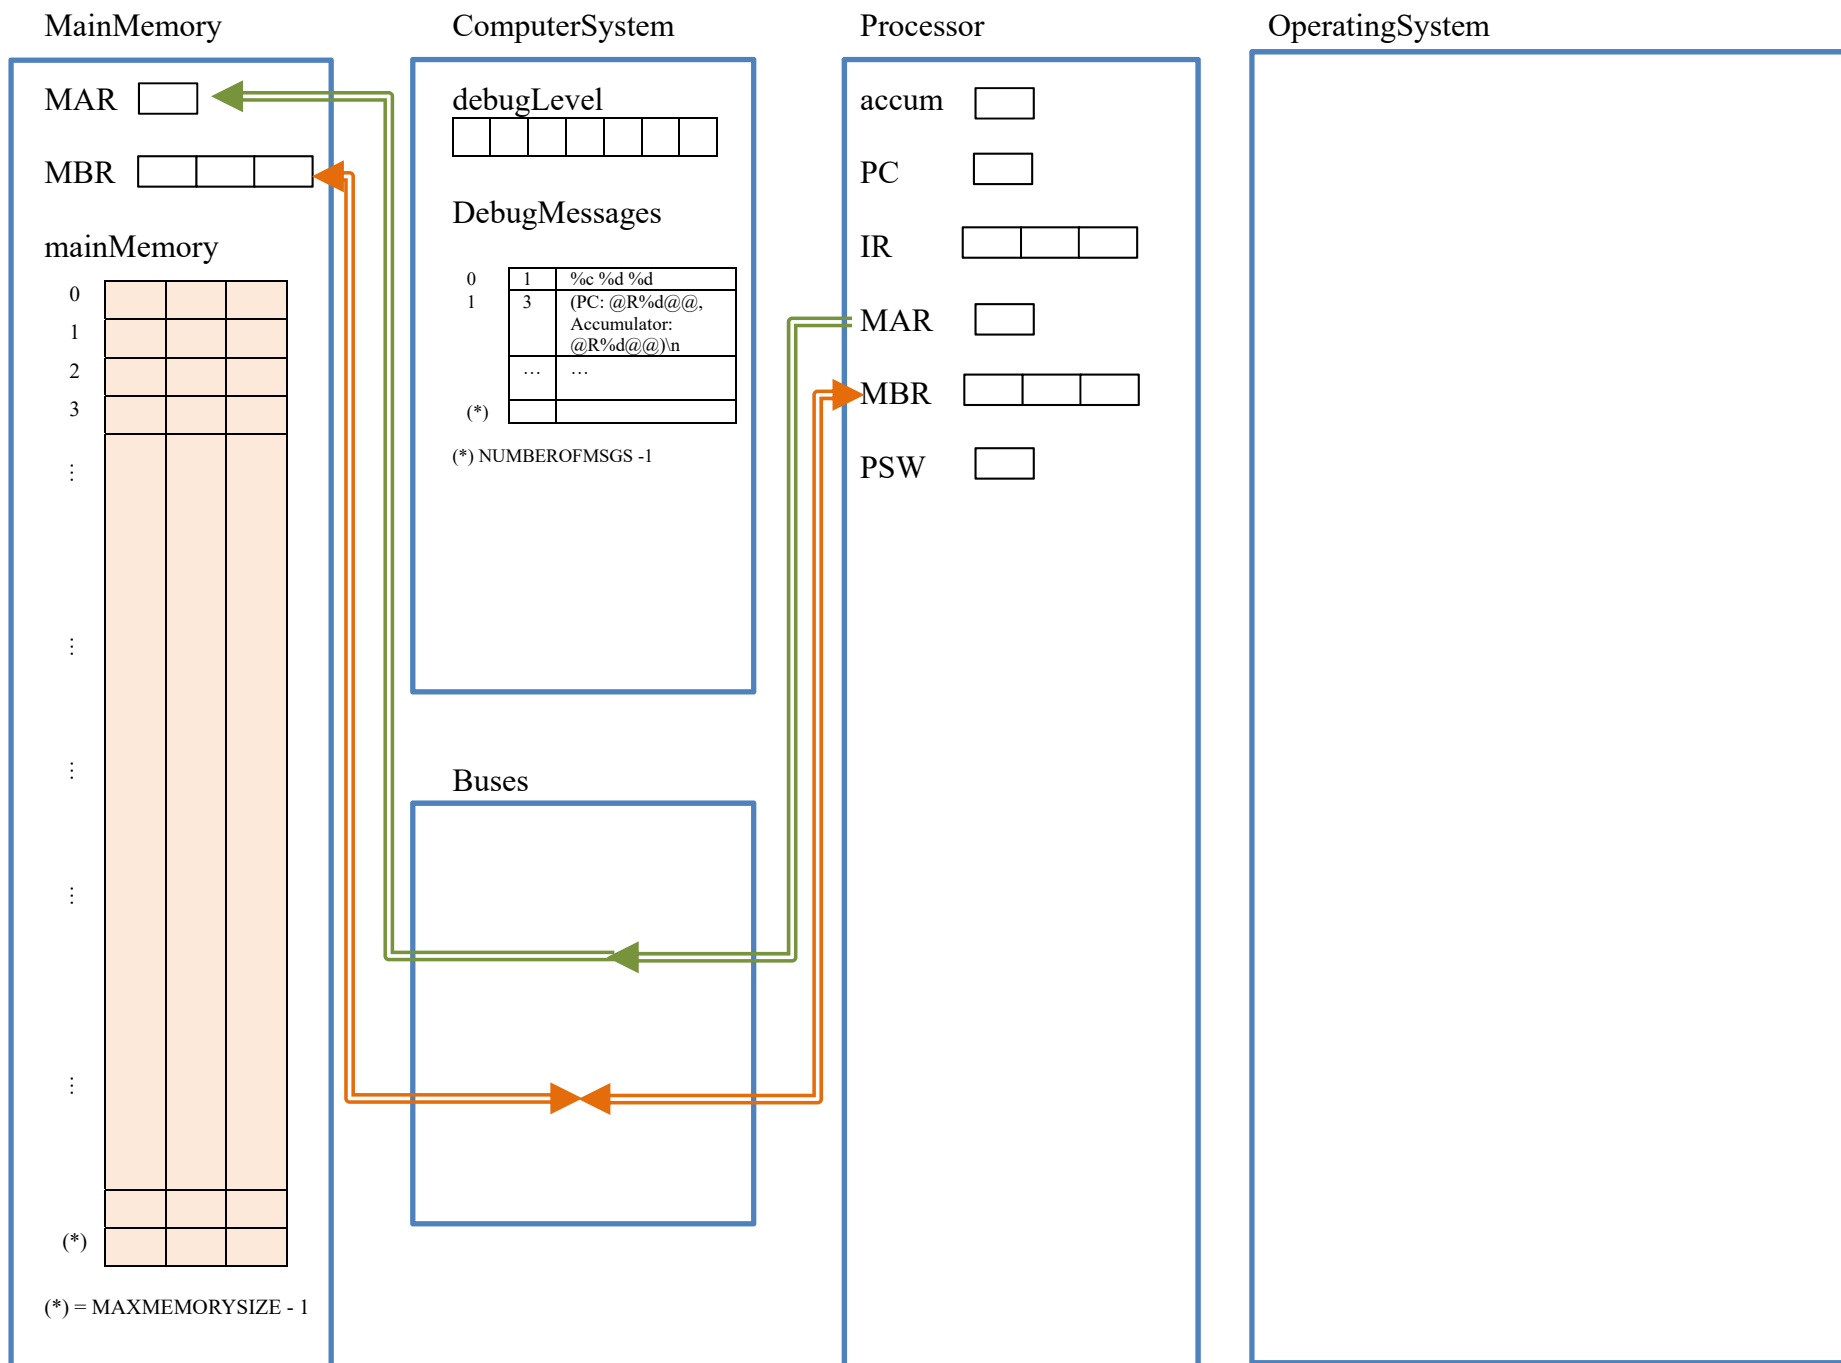 MainMemory
MAR
MBR
mainMemory
0
1
2
3
⋮
⋮
⋮
⋮
⋮
(*)
(*) = MAXMEMORYSIZE - 1
ComputerSystem
debugLevel
DebugMessages
0 1 %c %d %d
1 3 (PC: @R%d@@,
Accumulator:
@R%d@@)\n
… …
(*)
(*) NUMBEROFMSGS -1
Buses
Processor
accum
PC
IR
MAR
MBR
PSW
OperatingSystem